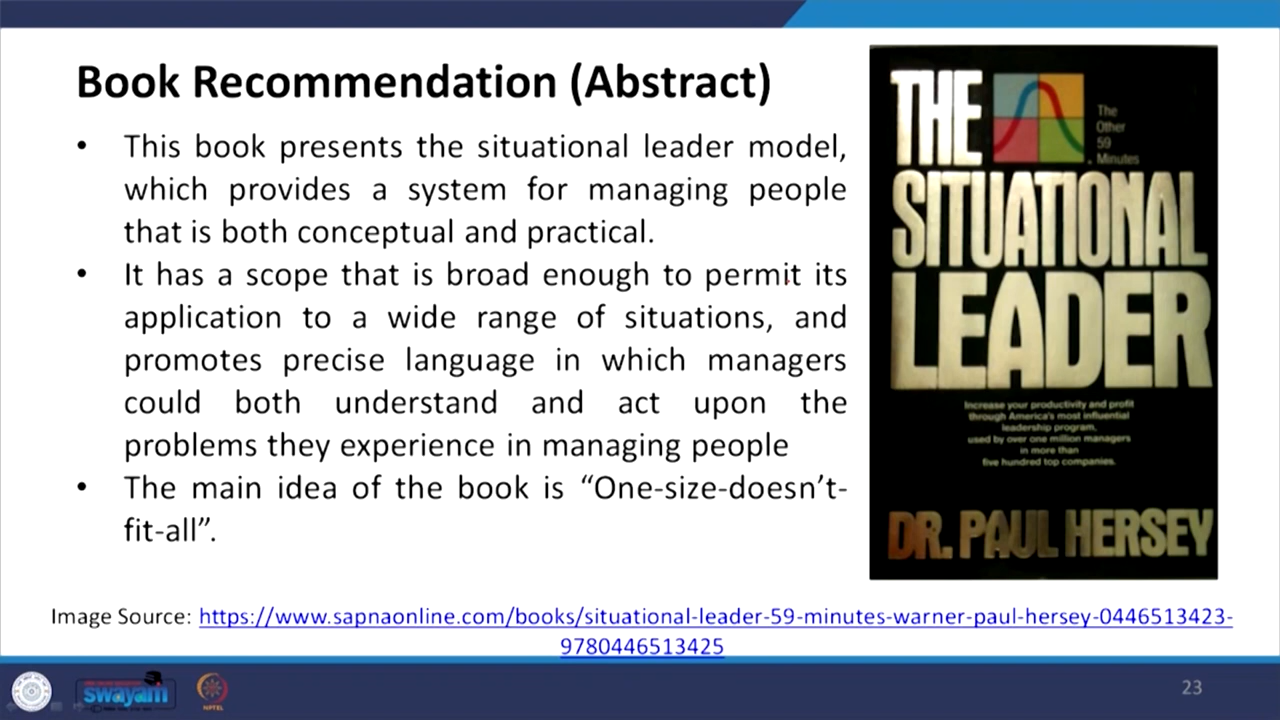 Book Recommendation (Abstract)
• This book presents the situational leader model,
which provides a system for managing people
that is both conceptual and practical.
• It has a scope that is broad enough to permit its
application to a wide range of situations, and
promotes precise language in which managers
could both understand and act upon the
problems they experience in managing people
• The main idea of the book is “One-size-doesn’t-
fit-all”.
THE
The
Other
59
Minutes
SITUATIONAL
LEADER
Increase your productivity and profit
through America's most influential
leadership program,
used by over one million managers
in more than
five hundred top companies.
DR. PAUL HERSEY
Image Source: https://www.sapnaonline.com/books/situational-leader-59-minutes-warner-paul-hersey-0446513423-
9780446513425
swayam
NPTEL
23